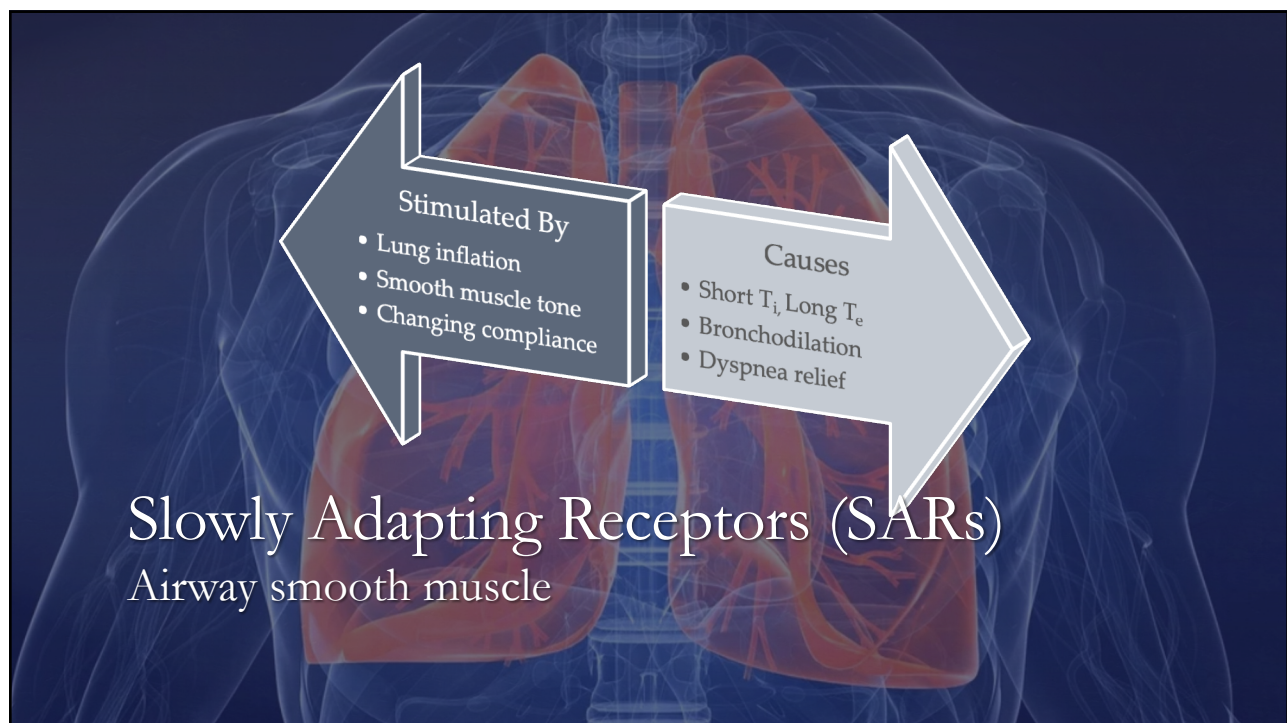 Stimulated By
• Lung inflation
• Smooth muscle tone
• Changing compliance
Causes
• Short Ti, Long Te
• Bronchodilation
• Dyspnea relief
Slowly Adapting Receptors (SARs)
Airway smooth muscle